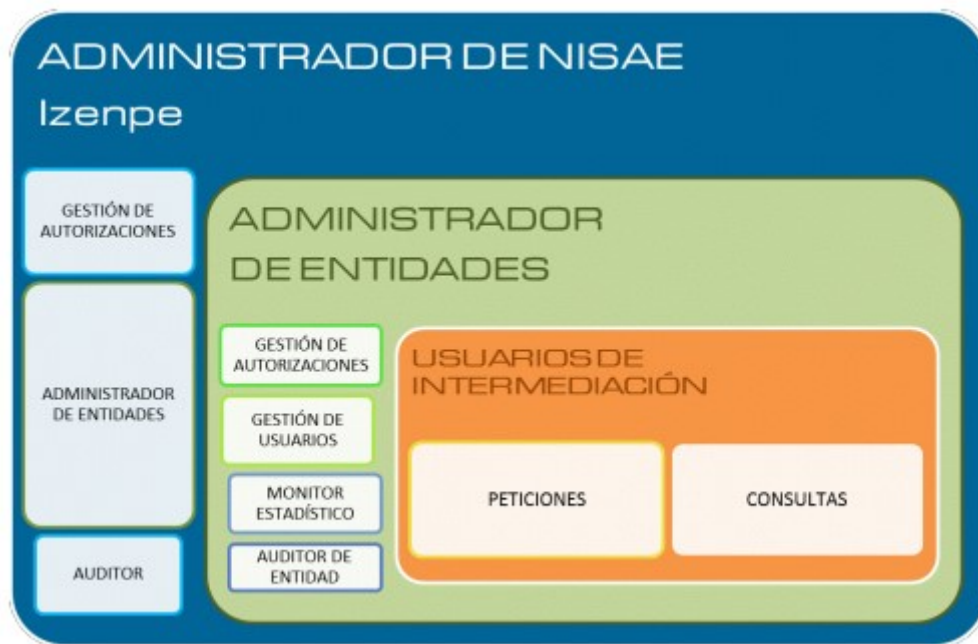 ADMINISTRADOR DE NISAE
Izenpe
GESTIÓN DE
AUTORIZACIONES
ADMINISTRADOR
DE ENTIDADES
AUDITOR
ADMINISTRADOR
DE ENTIDADES
GESTIÓN DE
AUTORIZACIONES
GESTIÓN DE
USUARIOS
MONITOR
ESTADÍSTICO
AUDITOR DE
ENTIDAD
USUARIOS DE
INTERMEDIACIÓN
PETICIONES
CONSULTAS